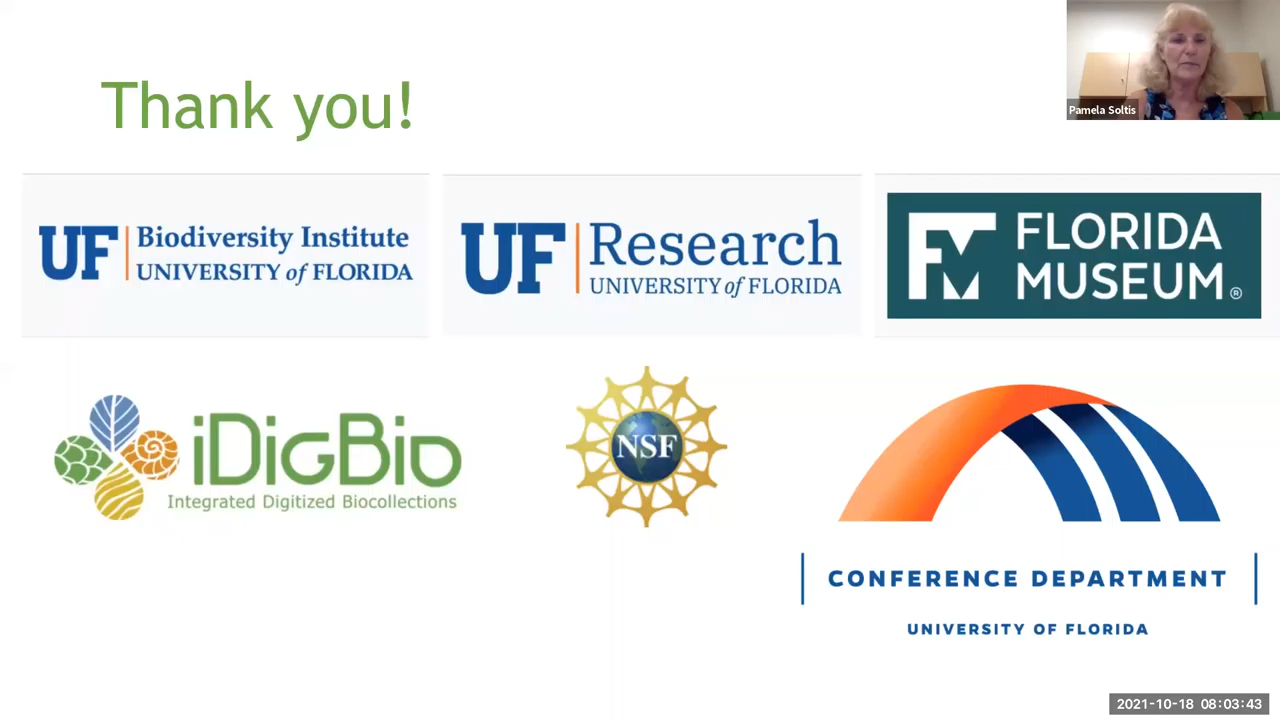 Thank you!
Pamela Soltis
UF Biodiversity Institute
UNIVERSITY of FLORIDA
UF Research
UNIVERSITY of FLORIDA
FM FLORIDA
MUSEUM®
iDigBio
Integrated Digitized Biocollections
NSF
CONFERENCE DEPARTMENT
UNIVERSITY OF FLORIDA
2021-10-18 08:03:43